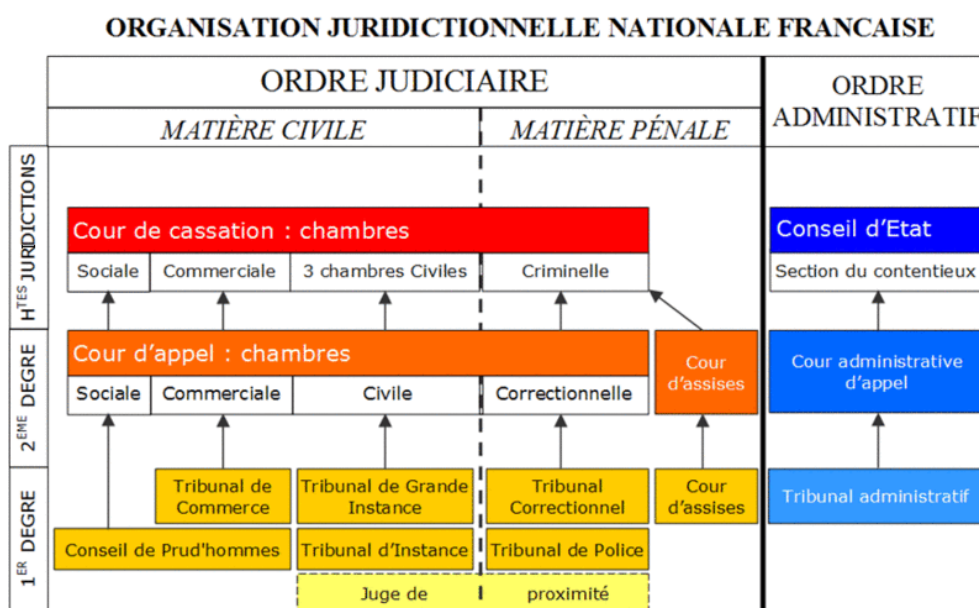 ORGANISATION JURIDICTIONNELLE NATIONALE FRANCAISE
ORDRE JUDICIAIRE
ORDRE
ADMINISTRATIF
MATIÈRE CIVILE
MATIÈRE PÉNALE
HTES JURIDICTIONS
Cour de cassation : chambres
Conseil d'Etat
Sociale
Commerciale
3 chambres Civiles
Criminelle
Section du contentieux
2EME DEGRE
Cour d'appel : chambres
Cour
d'assises
Cour administrative
d'appel
Sociale
Commerciale
Civile
Correctionnelle
1ER DEGRE
Tribunal de
Commerce
Tribunal de Grande
Instance
Tribunal
Correctionnel
Cour
d'assises
Tribunal administratif
Conseil de Prud'hommes
Tribunal d'Instance
Tribunal de Police
Juge de proximité